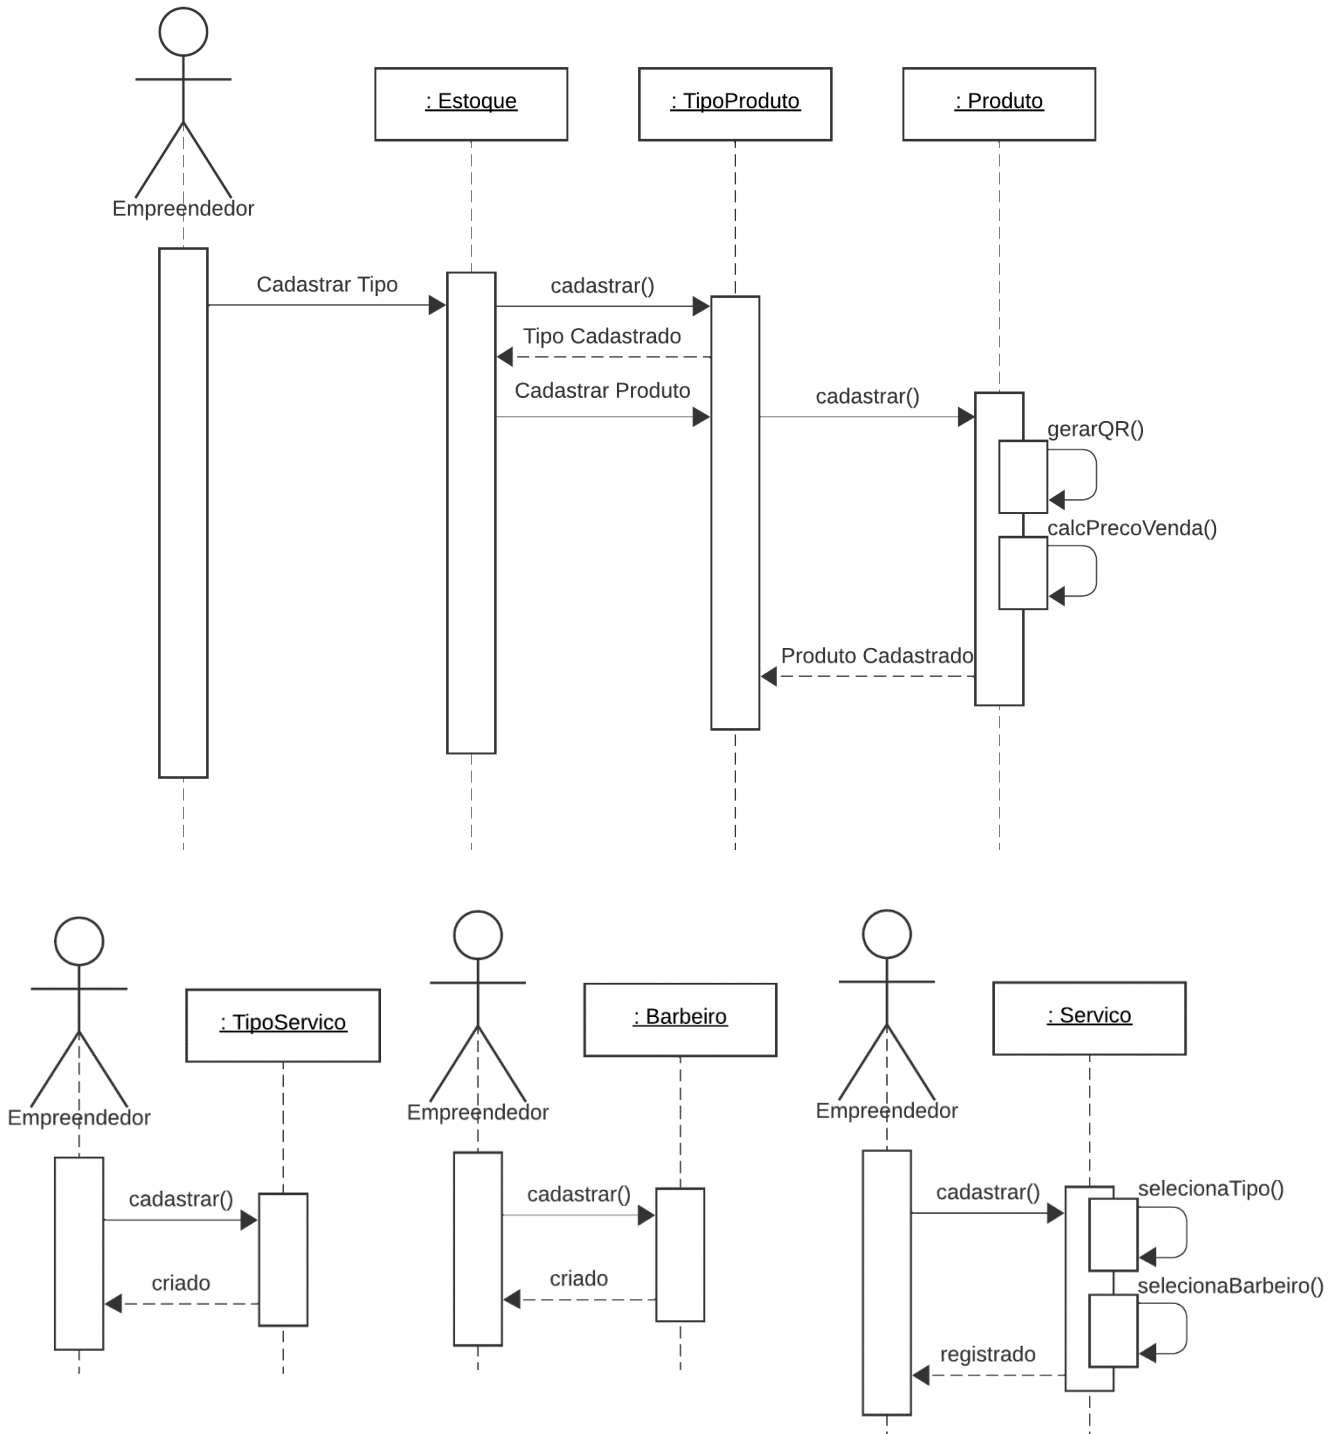 : Estoque
: TipoProduto
: Produto
Empreendedor
Cadastrar Tipo
cadastrar()
Tipo Cadastrado
Cadastrar Produto
cadastrar()
gerarQR()
calcPrecoVenda()
Produto Cadastrado
: TipoServico
Empreendedor
cadastrar()
criado
: Barbeiro
Empreendedor
cadastrar()
criado
: Servico
Empreendedor
cadastrar()
selecionaTipo()
selecionaBarbeiro()
registrado